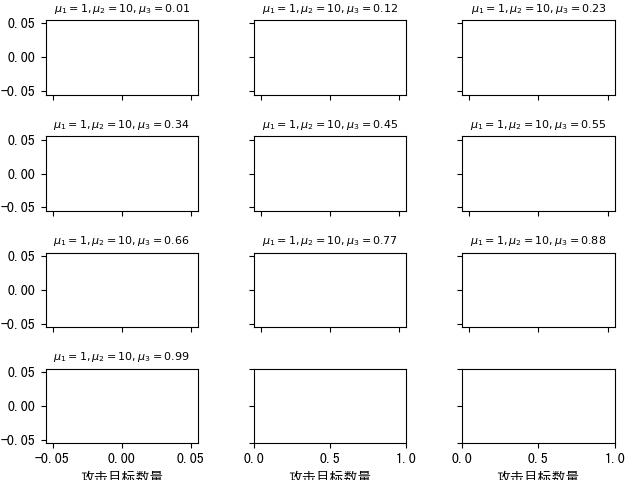 μ₁ = 1, μ₂ = 10, μ₃ = 0.01 μ₁ = 1, μ₂ = 10, μ₃ = 0.12 μ₁ = 1, μ₂ = 10, μ₃ = 0.23
0.05
0.00
−0.05
μ₁ = 1, μ₂ = 10, μ₃ = 0.34 μ₁ = 1, μ₂ = 10, μ₃ = 0.45 μ₁ = 1, μ₂ = 10, μ₃ = 0.55
0.05
0.00
−0.05
μ₁ = 1, μ₂ = 10, μ₃ = 0.66 μ₁ = 1, μ₂ = 10, μ₃ = 0.77 μ₁ = 1, μ₂ = 10, μ₃ = 0.88
0.05
0.00
−0.05
μ₁ = 1, μ₂ = 10, μ₃ = 0.99
0.05
0.00
−0.05
−0.05 0.00 0.05 0.0 0.5 1.0 0.0 0.5 1.0
攻击目标数量 攻击目标数量 攻击目标数量